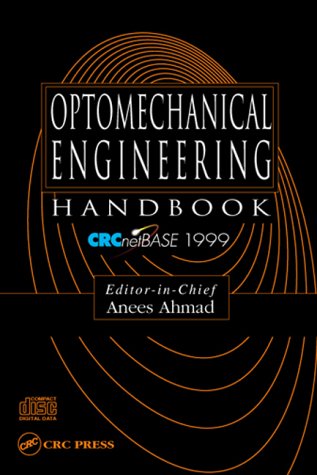 OPTOMECHANICAL
ENGINEERING
HANDBOOK
CRCnetBASE 1999
Editor-in-Chief
Anees Ahmad
COMPACT
disc
DIGITAL DATA
CRC CRC PRESS